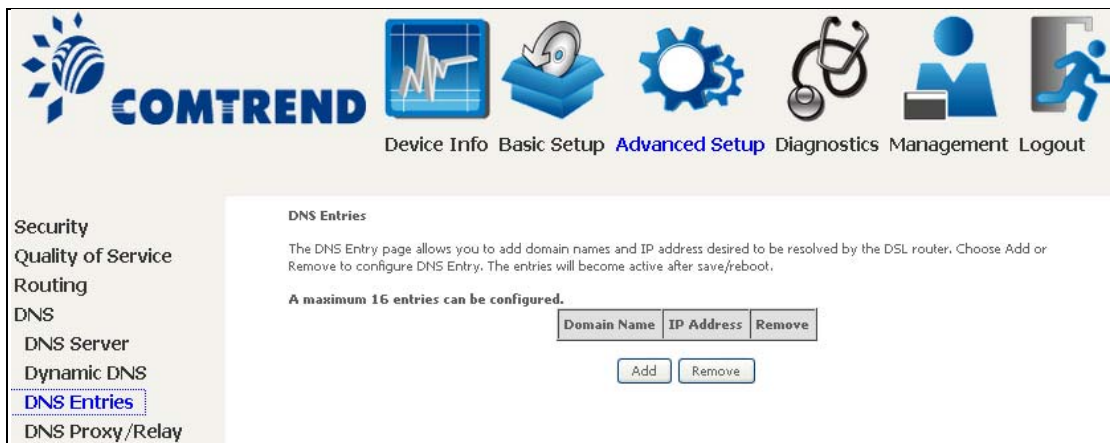 COMTREND
Device Info Basic Setup Advanced Setup Diagnostics Management Logout
Security
Quality of Service
Routing
DNS
DNS Server
Dynamic DNS
DNS Entries
DNS Proxy/Relay
DNS Entries
The DNS Entry page allows you to add domain names and IP address desired to be resolved by the DSL router. Choose Add or
Remove to configure DNS Entry. The entries will become active after save/reboot.
A maximum 16 entries can be configured.
Domain Name IP Address Remove
Add Remove